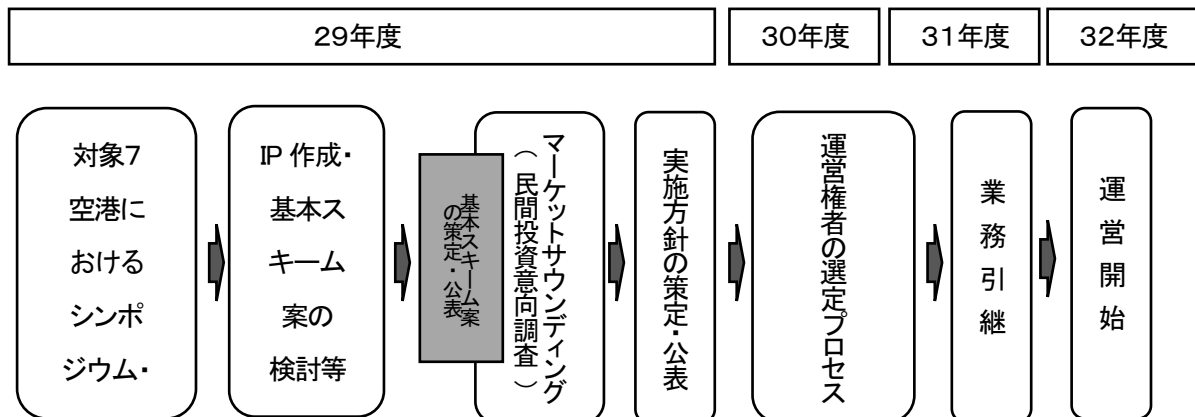 29年度
30年度
31年度
32年度
対象7
空港に
おける
シンポ
ジウム・
IP 作成・
基本ス
キーム
案の
検討等
基本スキーム案
の策定・公表
マーケットサウンディング
（民間投資意向調査）
実施方針の策定・公表
運営権者の選定プロセス
業務引継
運営開始